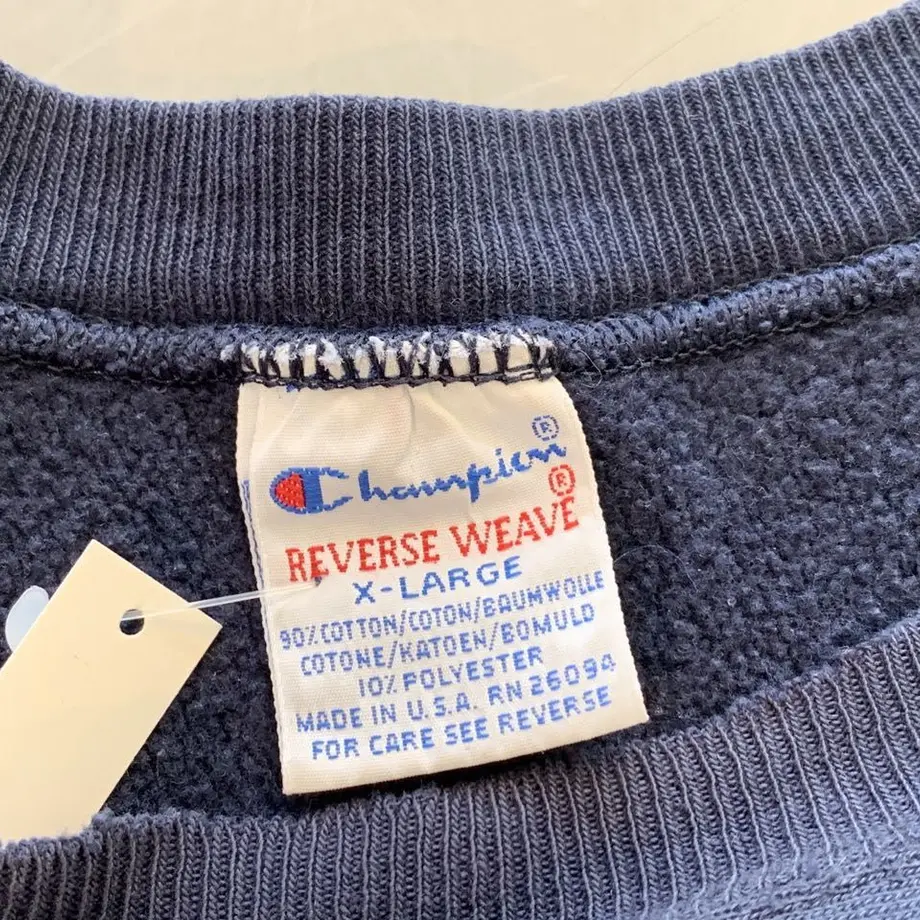 Champion®
REVERSE WEAVE®
X-LARGE
90% COTTON/COTON/BAUMWOLLE
COTONE/KATOEN/BOMULD
10% POLYESTER
MADE IN U.S.A. RN 26094
FOR CARE SEE REVERSE